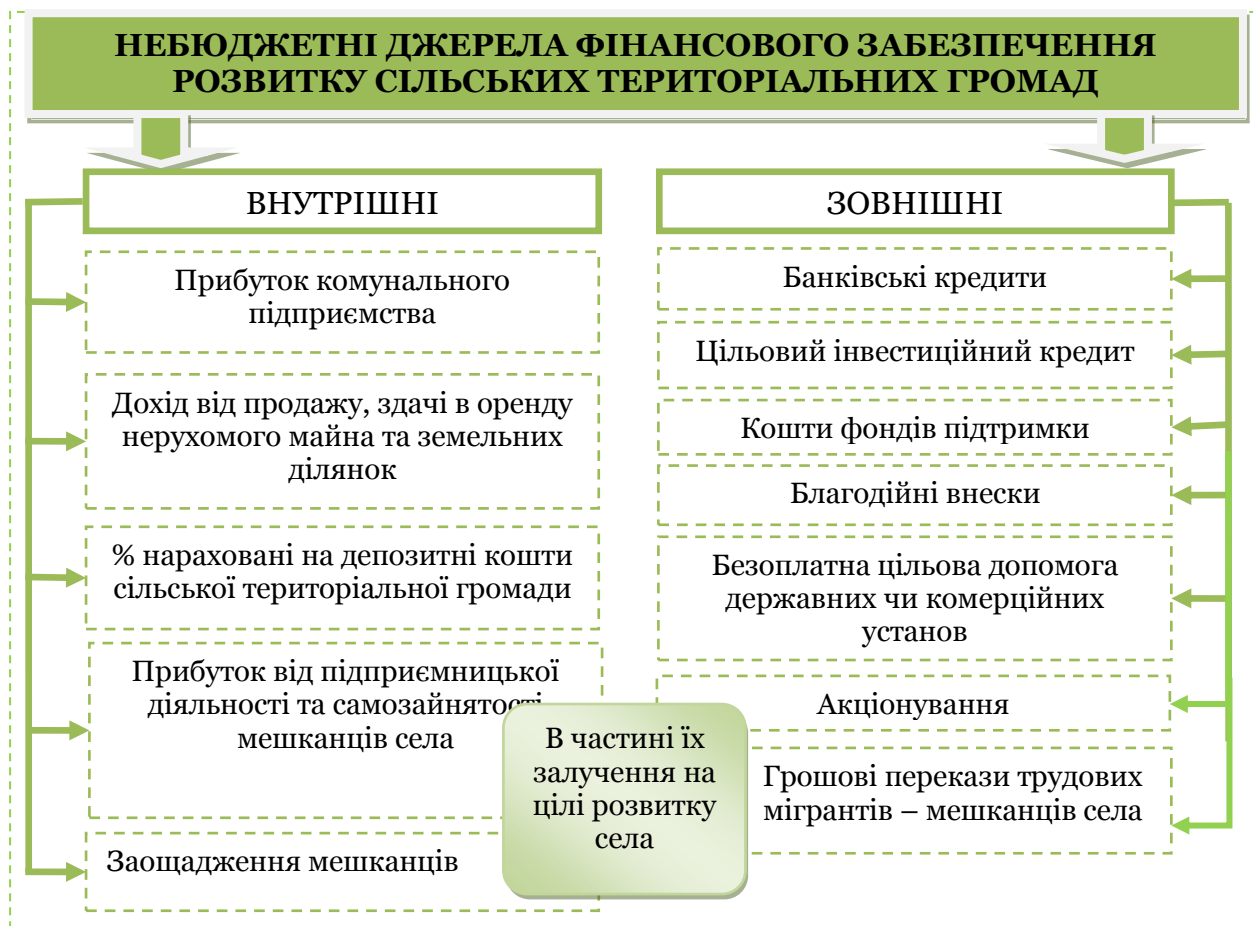 НЕБЮДЖЕТНІ ДЖЕРЕЛА ФІНАНСОВОГО ЗАБЕЗПЕЧЕННЯ
РОЗВИТКУ СІЛЬСЬКИХ ТЕРИТОРІАЛЬНИХ ГРОМАД
ВНУТРІШНІ
Прибуток комунального
підприємства
Дохід від продажу, здачі в оренду
нерухомого майна та земельних
ділянок
% нараховані на депозитні кошти
сільської територіальної громади
Прибуток від підприємницької
діяльності та самозайнятості
мешканців села
Заощадження мешканців
ЗОВНІШНІ
Банківські кредити
Цільовий інвестиційний кредит
Кошти фондів підтримки
Благодійні внески
Безоплатна цільова допомога
державних чи комерційних
установ
Акціонування
Грошові перекази трудових
мігрантів – мешканців села
В частині їх
залучення на
цілі розвитку
села